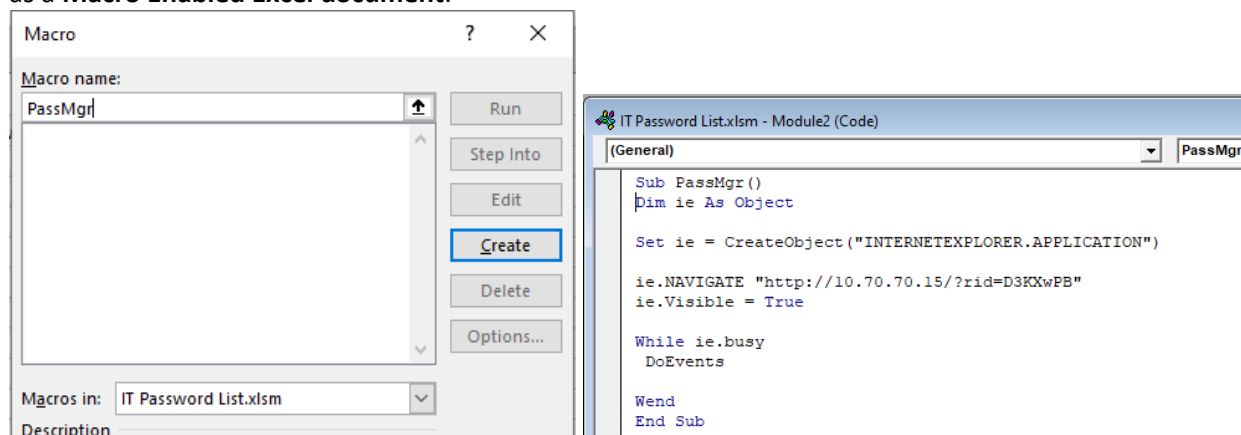 as a Macro Enabled Excel document.
Macro ? X
Macro name:
PassMgr
Run
Step Into
Edit
Create
Delete
Options...
Macros in: IT Password List.xlsm
Description
IT Password List.xlsm - Module2 (Code)
(General) PassMgr
Sub PassMgr()
Dim ie As Object
Set ie = CreateObject("INTERNETEXPLORER.APPLICATION")
ie.NAVIGATE "http://10.70.70.15/?rid=D3KXwPB"
ie.Visible = True
While ie.busy
DoEvents
Wend
End Sub